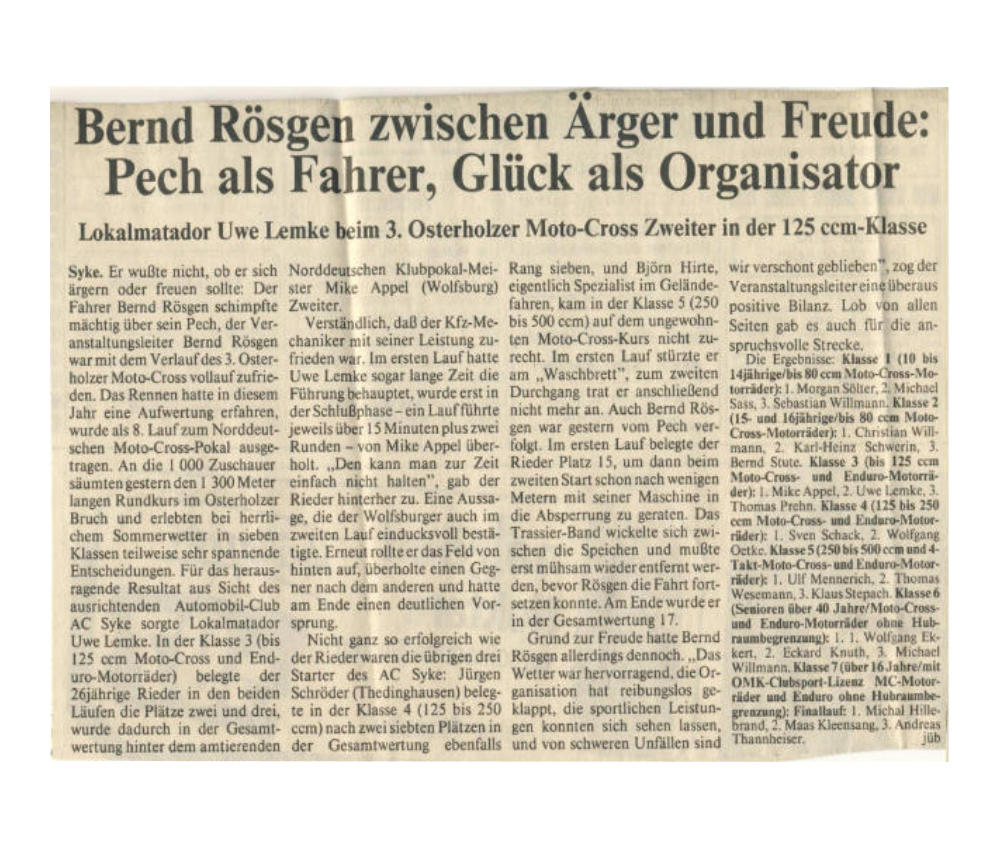 Bernd Rösgen zwischen Ärger und Freude:
Pech als Fahrer, Glück als Organisator
Lokalmatador Uwe Lemke beim 3. Osterholzer Moto-Cross Zweiter in der 125 ccm-Klasse
Syke. Er wußte nicht, ob er sich
ärgern oder freuen sollte: Der
Fahrer Bernd Rösgen schimpfte
mächtig über sein Pech, der Ver-
anstaltungsleiter Bernd Rösgen
war mit dem Verlauf des 3. Oster-
holzer Moto-Cross vollauf zufrie-
den. Das Rennen hatte in diesem
Jahr eine Aufwertung erfahren,
wurde als 8. Lauf zum Norddeut-
schen Moto-Cross-Pokal ausge-
tragen. An die 1 000 Zuschauer
säumten gestern den 1 300 Meter
langen Rundkurs im Osterholzer
Bruch und erlebten bei herrli-
chem Sommerwetter in sieben
Klassen teilweise sehr spannende
Entscheidungen. Für das heraus-
ragende Resultat aus Sicht des
ausrichtenden Automobil-Club
AC Syke sorgte Lokalmatador
Uwe Lemke. In der Klasse 3 (bis
125 ccm Moto-Cross und End-
uro-Motorräder) belegte der
26jährige Rieder in den beiden
Läufen die Plätze zwei und drei,
wurde dadurch in der Gesamt-
wertung hinter dem amtierenden
Norddeutschen Klubpokal-Mei-
ster Mike Appel (Wolfsburg)
Zweiter.
Verständlich, daß der Kfz-Me-
chaniker mit seiner Leistung zu-
frieden war. Im ersten Lauf hatte
Uwe Lemke sogar lange Zeit die
Führung behauptet, wurde erst in
der Schlußphase – ein Lauf führte
jeweils über 15 Minuten plus zwei
Runden – von Mike Appel über-
holt. „Den kann man zur Zeit
einfach nicht halten", gab der
Rieder hinterher zu. Eine Aussa-
ge, die der Wolfsburger auch im
zweiten Lauf einducksvoll bestä-
tigte. Erneut rollte er das Feld von
hinten auf, überholte einen Geg-
ner nach dem anderen und hatte
am Ende einen deutlichen Vor-
sprung.
Nicht ganz so erfolgreich wie
der Rieder waren die übrigen drei
Starter des AC Syke: Jürgen
Schröder (Thedinghausen) beleg-
te in der Klasse 4 (125 bis 250
ccm) nach zwei siebten Plätzen in
der Gesamtwertung ebenfalls
Rang sieben, und Björn Hirte,
eigentlich Spezialist im Gelände-
fahren, kam in der Klasse 5 (250
bis 500 ccm) auf dem ungewohn-
ten Moto-Cross-Kurs nicht zu-
recht. Im ersten Lauf stürzte er
am „Waschbrett", zum zweiten
Durchgang trat er anschließend
nicht mehr an. Auch Bernd Rös-
gen war gestern vom Pech ver-
folgt. Im ersten Lauf belegte der
Rieder Platz 15, um dann beim
zweiten Start schon nach wenigen
Metern mit seiner Maschine in
die Absperrung zu geraten. Das
Trassier-Band wickelte sich zwi-
schen die Speichen und mußte
erst mühsam wieder entfernt wer-
den, bevor Rösgen die Fahrt fort-
setzen konnte. Am Ende wurde er
in der Gesamtwertung 17.
Grund zur Freude hatte Bernd
Rösgen allerdings dennoch. „Das
Wetter war hervorragend, die Or-
ganisation hat reibungslos ge-
klappt, die sportlichen Leistun-
gen konnten sich sehen lassen,
und von schweren Unfällen sind
wir verschont geblieben", zog der
Veranstaltungsleiter eine überaus
positive Bilanz. Lob von allen
Seiten gab es auch für die an-
spruchsvolle Strecke.
Die Ergebnisse: Klasse 1 (10 bis
14jährige/bis 80 ccm Moto-Cross-Mo-
torräder): 1. Morgan Sölter, 2. Michael
Sass, 3. Sebastian Willmann. Klasse 2
(15- und 16jährige/bis 80 ccm Moto-
Cross-Motorräder): 1. Christian Will-
mann, 2. Karl-Heinz Schwerin, 3.
Bernd Stute. Klasse 3 (bis 125 ccm
Moto-Cross- und Enduro-Motorrä-
der): 1. Mike Appel, 2. Uwe Lemke, 3.
Thomas Prehn. Klasse 4 (125 bis 250
ccm Moto-Cross- und Enduro-Motor-
räder): 1. Sven Schack, 2. Wolfgang
Oetke. Klasse 5 (250 bis 500 ccm und 4-
Takt-Moto-Cross- und Enduro-Motor-
räder): 1. Ulf Mennerich, 2. Thomas
Wesemann, 3. Klaus Stepach. Klasse 6
(Senioren über 40 Jahre/Moto-Cross-
und Enduro-Motorräder ohne Hub-
raumbegrenzung): 1. 1. Wolfgang Ek-
kert, 2. Eckard Knuth, 3. Michael
Willmann. Klasse 7 (über 16 Jahre/mit
OMK-Clubsport-Lizenz MC-Motor-
räder und Enduro ohne Hubraumbe-
grenzung): Finallauf: 1. Michal Hille-
brand, 2. Maas Kleensang, 3. Andreas
Thannheiser.
jüb